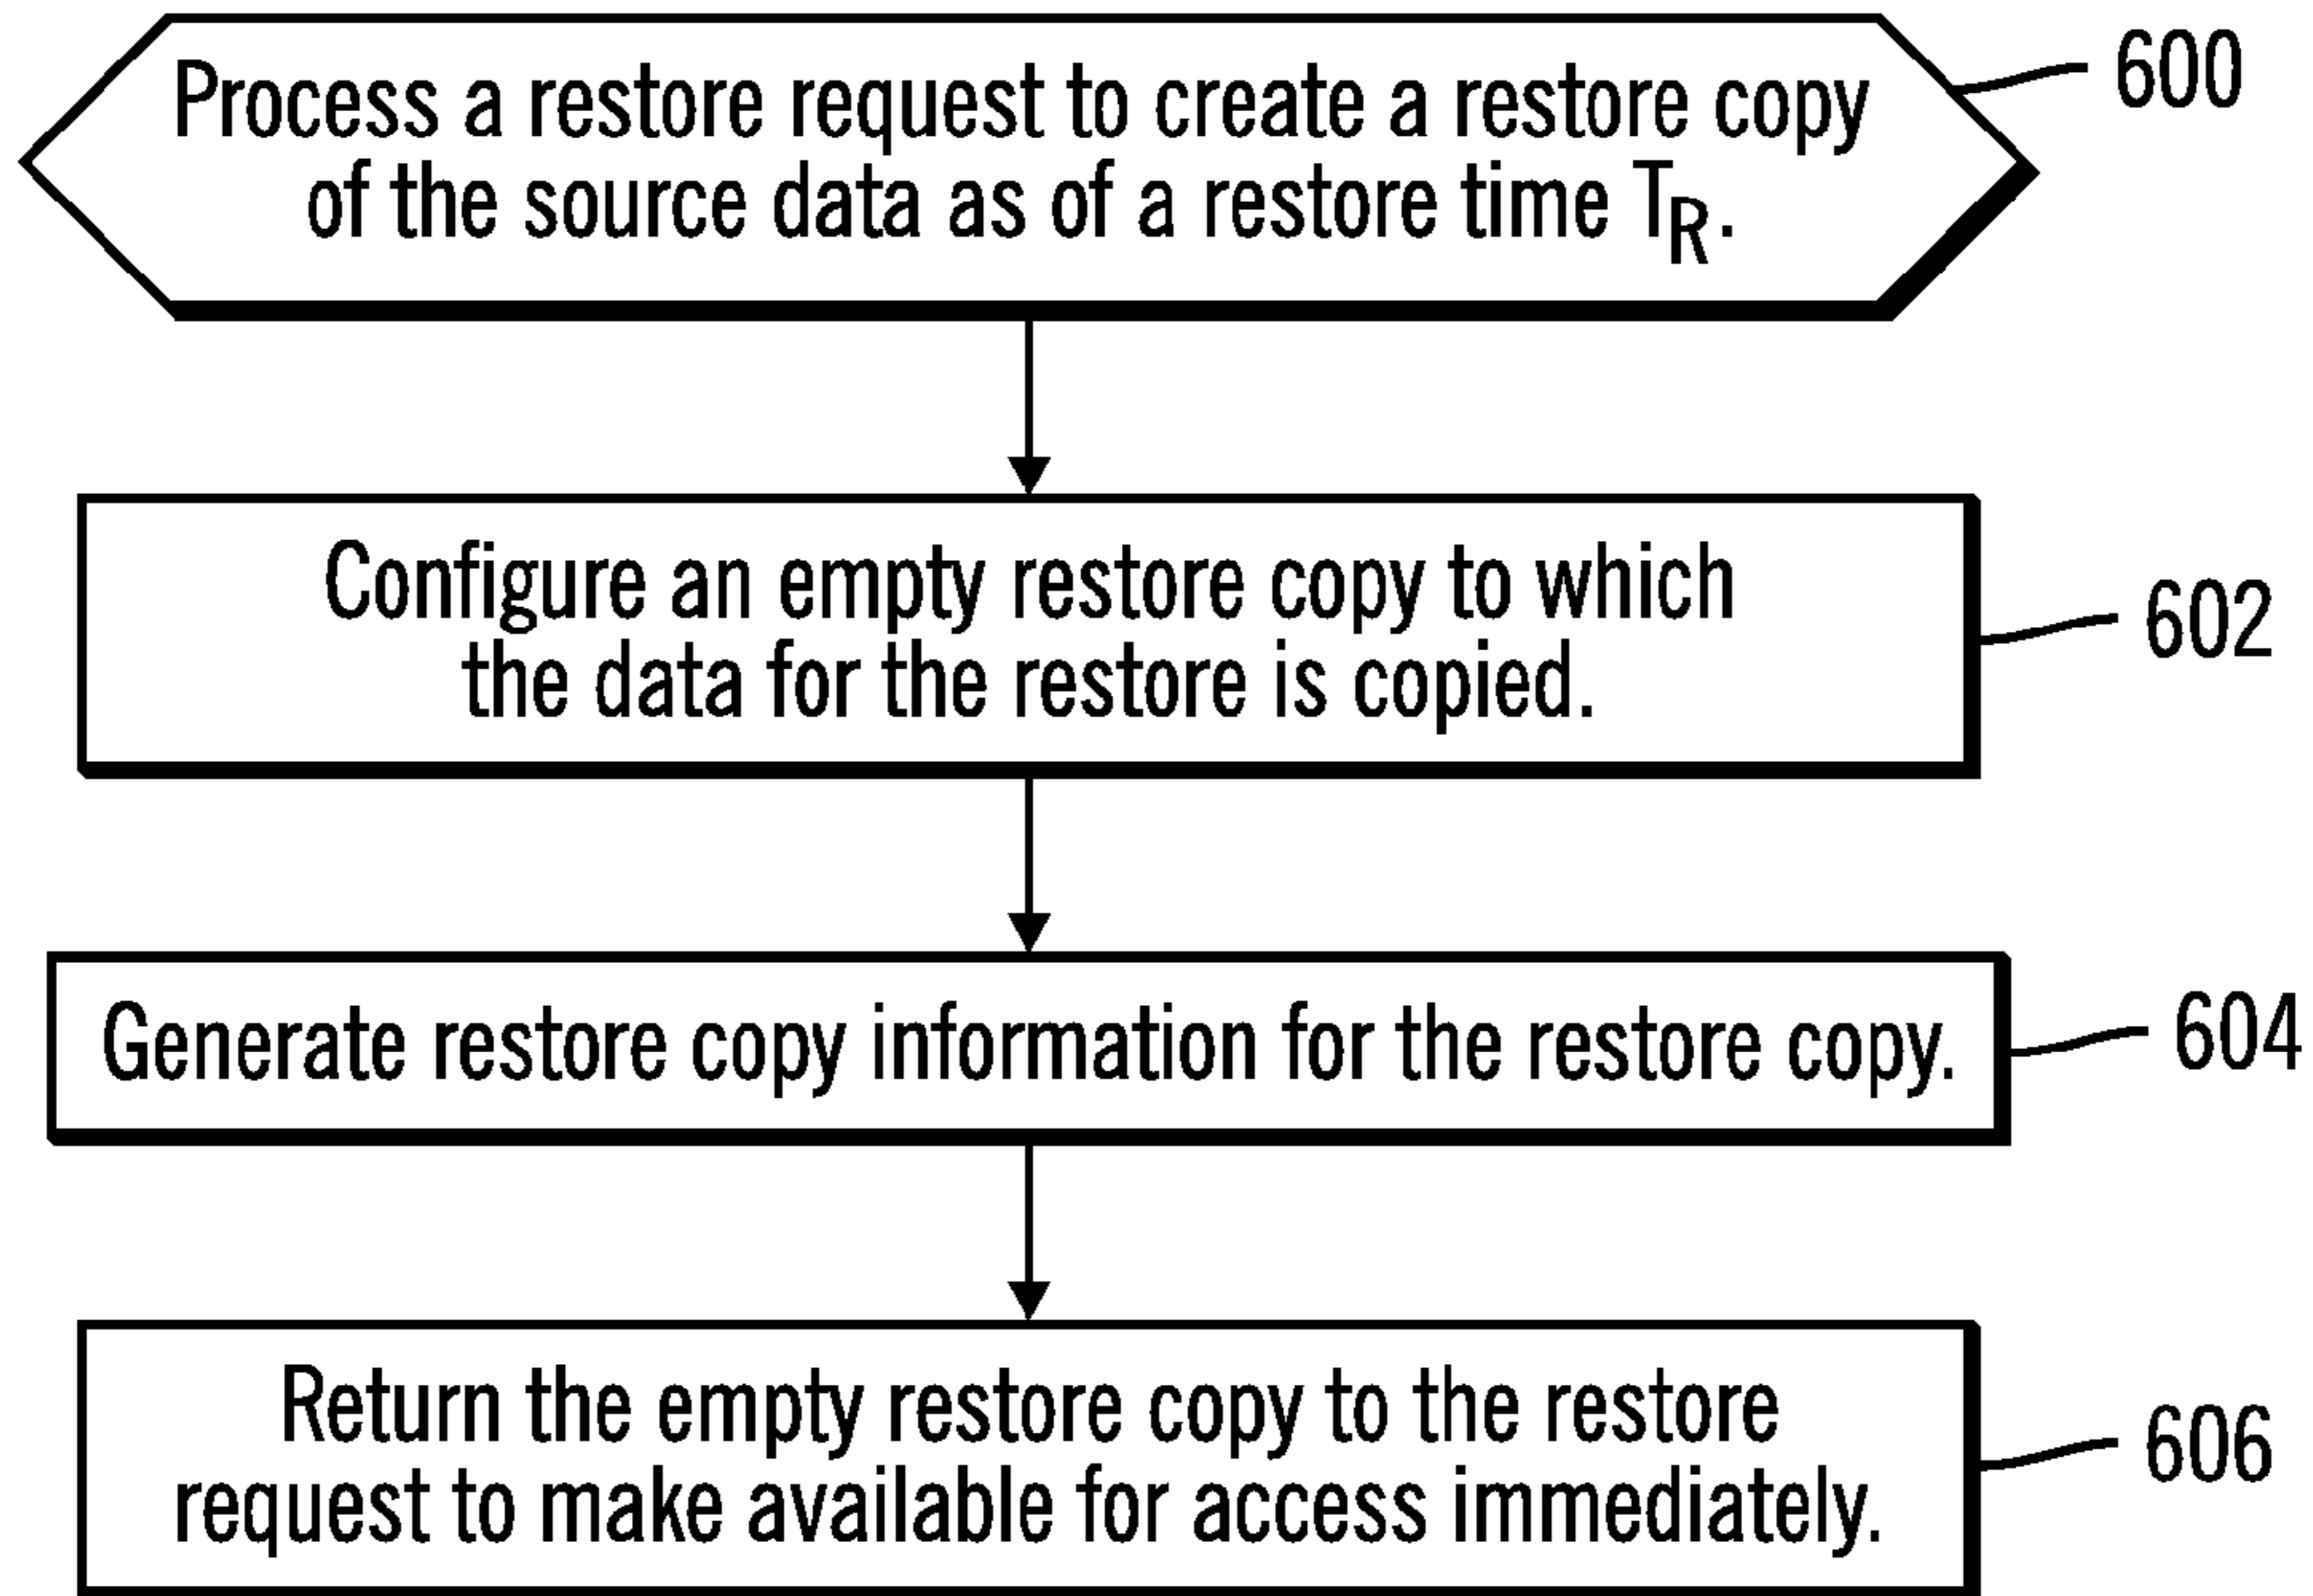 Process a restore request to create a restore copy
of the source data as of a restore time TR.
600
Configure an empty restore copy to which
the data for the restore is copied.
602
Generate restore copy information for the restore copy.
604
Return the empty restore copy to the restore
request to make available for access immediately.
606